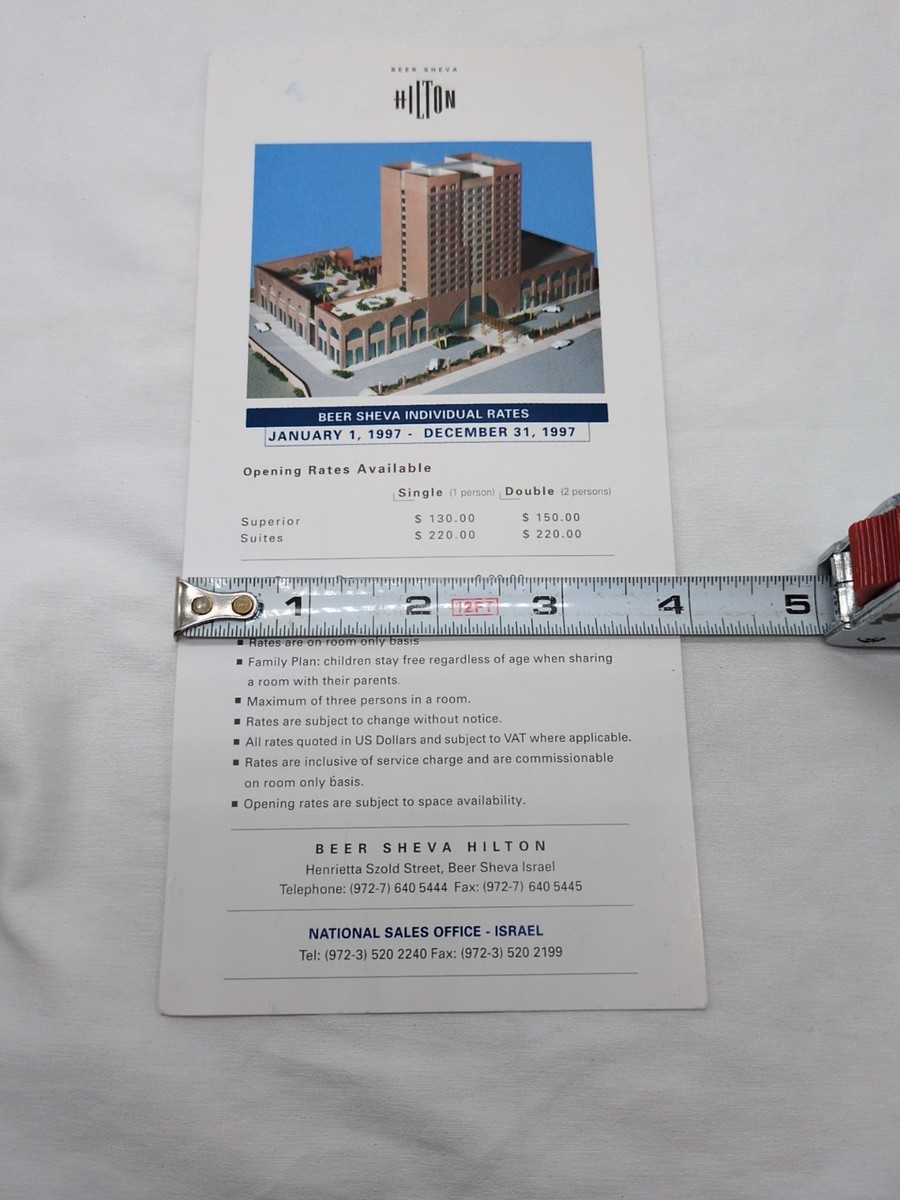 BEER SHEVA
HILTON
BEER SHEVA INDIVIDUAL RATES
JANUARY 1, 1997 - DECEMBER 31, 1997
Opening Rates Available
Single (1 person) Double (2 persons)
Superior $ 130.00 $ 150.00
Suites $ 220.00 $ 220.00
1 2 12FT 3 4 5
■ Rates are on room only basis
■ Family Plan: children stay free regardless of age when sharing
a room with their parents.
■ Maximum of three persons in a room.
■ Rates are subject to change without notice.
■ All rates quoted in US Dollars and subject to VAT where applicable.
■ Rates are inclusive of service charge and are commissionable
on room only basis.
■ Opening rates are subject to space availability.
BEER SHEVA HILTON
Henrietta Szold Street, Beer Sheva Israel
Telephone: (972-7) 640 5444 Fax: (972-7) 640 5445
NATIONAL SALES OFFICE - ISRAEL
Tel: (972-3) 520 2240 Fax: (972-3) 520 2199